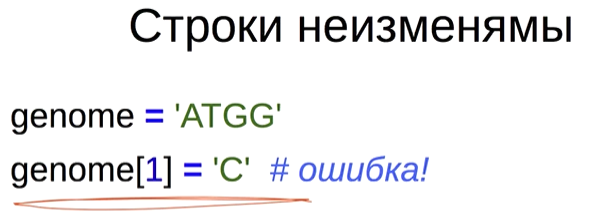 Строки неизменямы
genome = 'ATGG'
genome[1] = 'C' # ошибка!